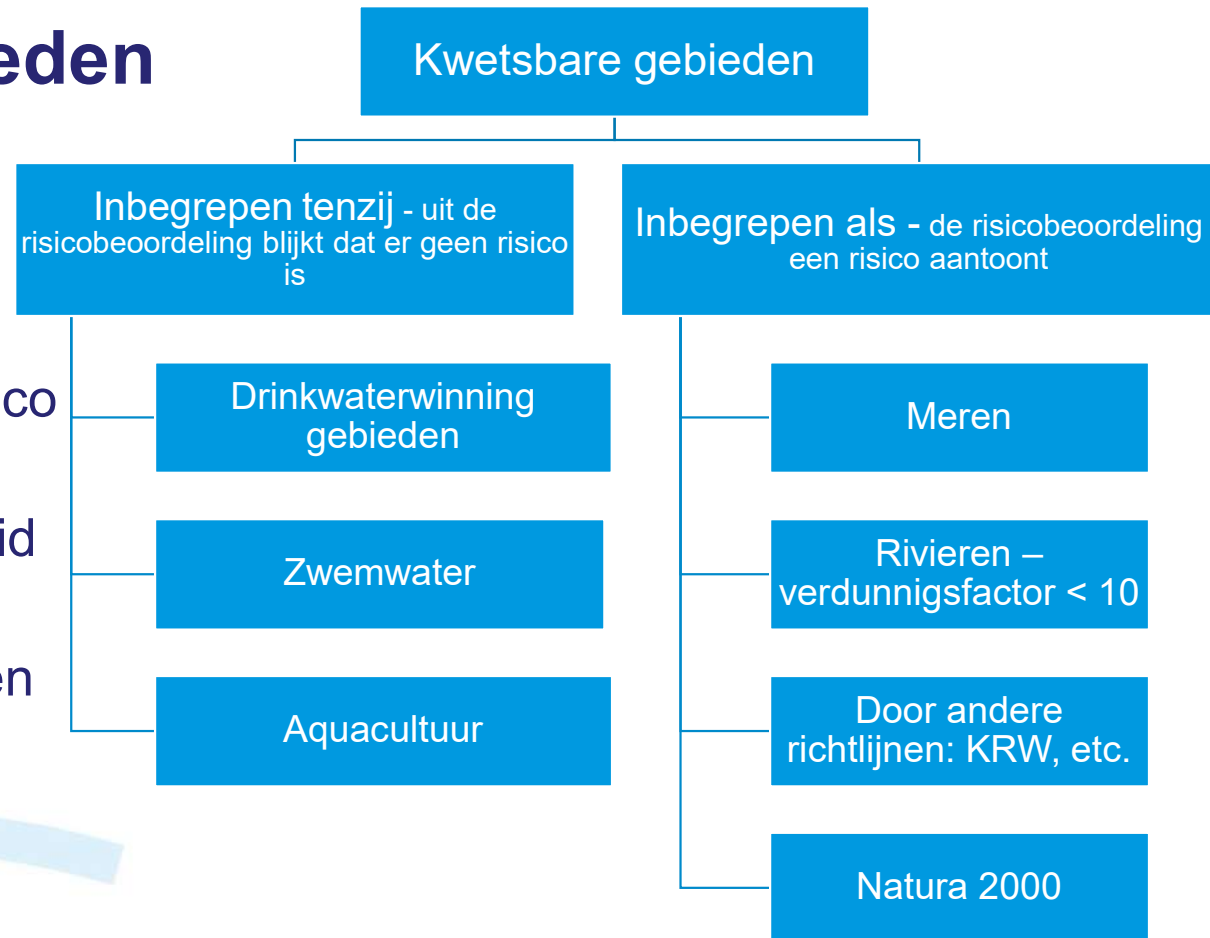 eden
Kwetsbare gebieden
Inbegrepen tenzij - uit de
risicobeoordeling blijkt dat er geen risico
is
Inbegrepen als - de risicobeoordeling
een risico aantoont
ico
id
en
Drinkwaterwinning
gebieden
Zwemwater
Aquacultuur
Meren
Rivieren –
verdunnigsfactor < 10
Door andere
richtlijnen: KRW, etc.
Natura 2000